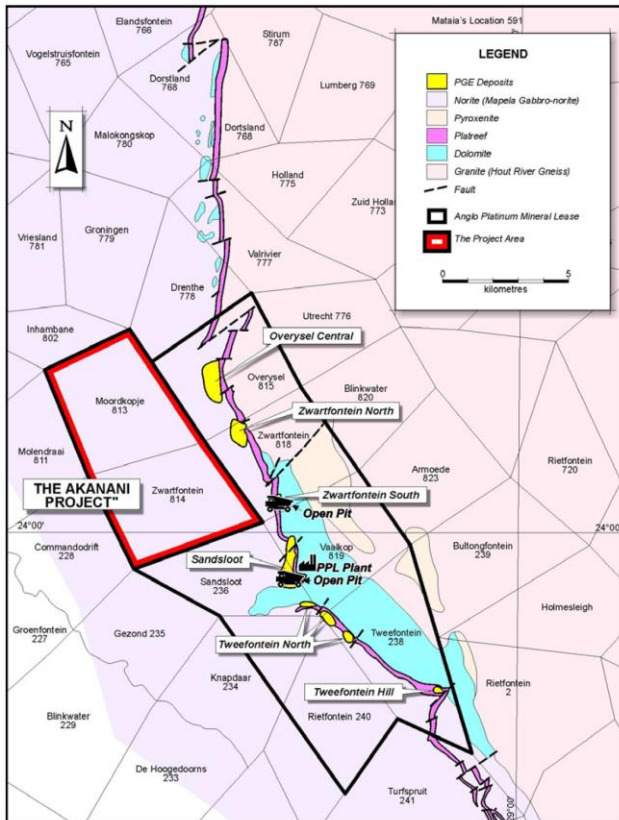 Elandsfontein
766
Mataia's Location 591
Vogelstruisfontein
765
Stirum
787
Dorstland
768
Lumberg 769
Malokongskop
780
Dortsland
768
Holland
775
Zuid Holla
773
Groningen
779
Vriesland
781
Valrivier
777
Drenthe
778
Inhambane
802
Utrecht 776
LEGEND
PGE Deposits
Norite (Mapela Gabbro-norite)
Pyroxenite
Platreef
Dolomite
Granite (Hout River Gneiss)
Fault
Anglo Platinum Mineral Lease
The Project Area
0
5
kilometres
N
Overysel Central
Overysel
815
Blinkwater
820
Moordkopje
813
Zwartfontein North
Zwartfontein
818
Molendraai
811
Armoede
823
Rietfontein
720
Zwartfontein
814
THE AKANANI
PROJECT"
Zwartfontein South
Open Pit
24°00'
24°00'
Commandodrift
228
Vaalkop
819
Bultongfontein
239
Sandsloot
PPL Plant
Open Pit
Sandsloot
236
Holmesleigh
Groenfontein
227
Gezond 235
Tweefontein North
Tweefontein
238
Knapdaar
234
Tweefontein Hill
Rietfontein
2
Blinkwater
229
Rietfontein 240
De Hoogedoorns
233
Turfspruit
241